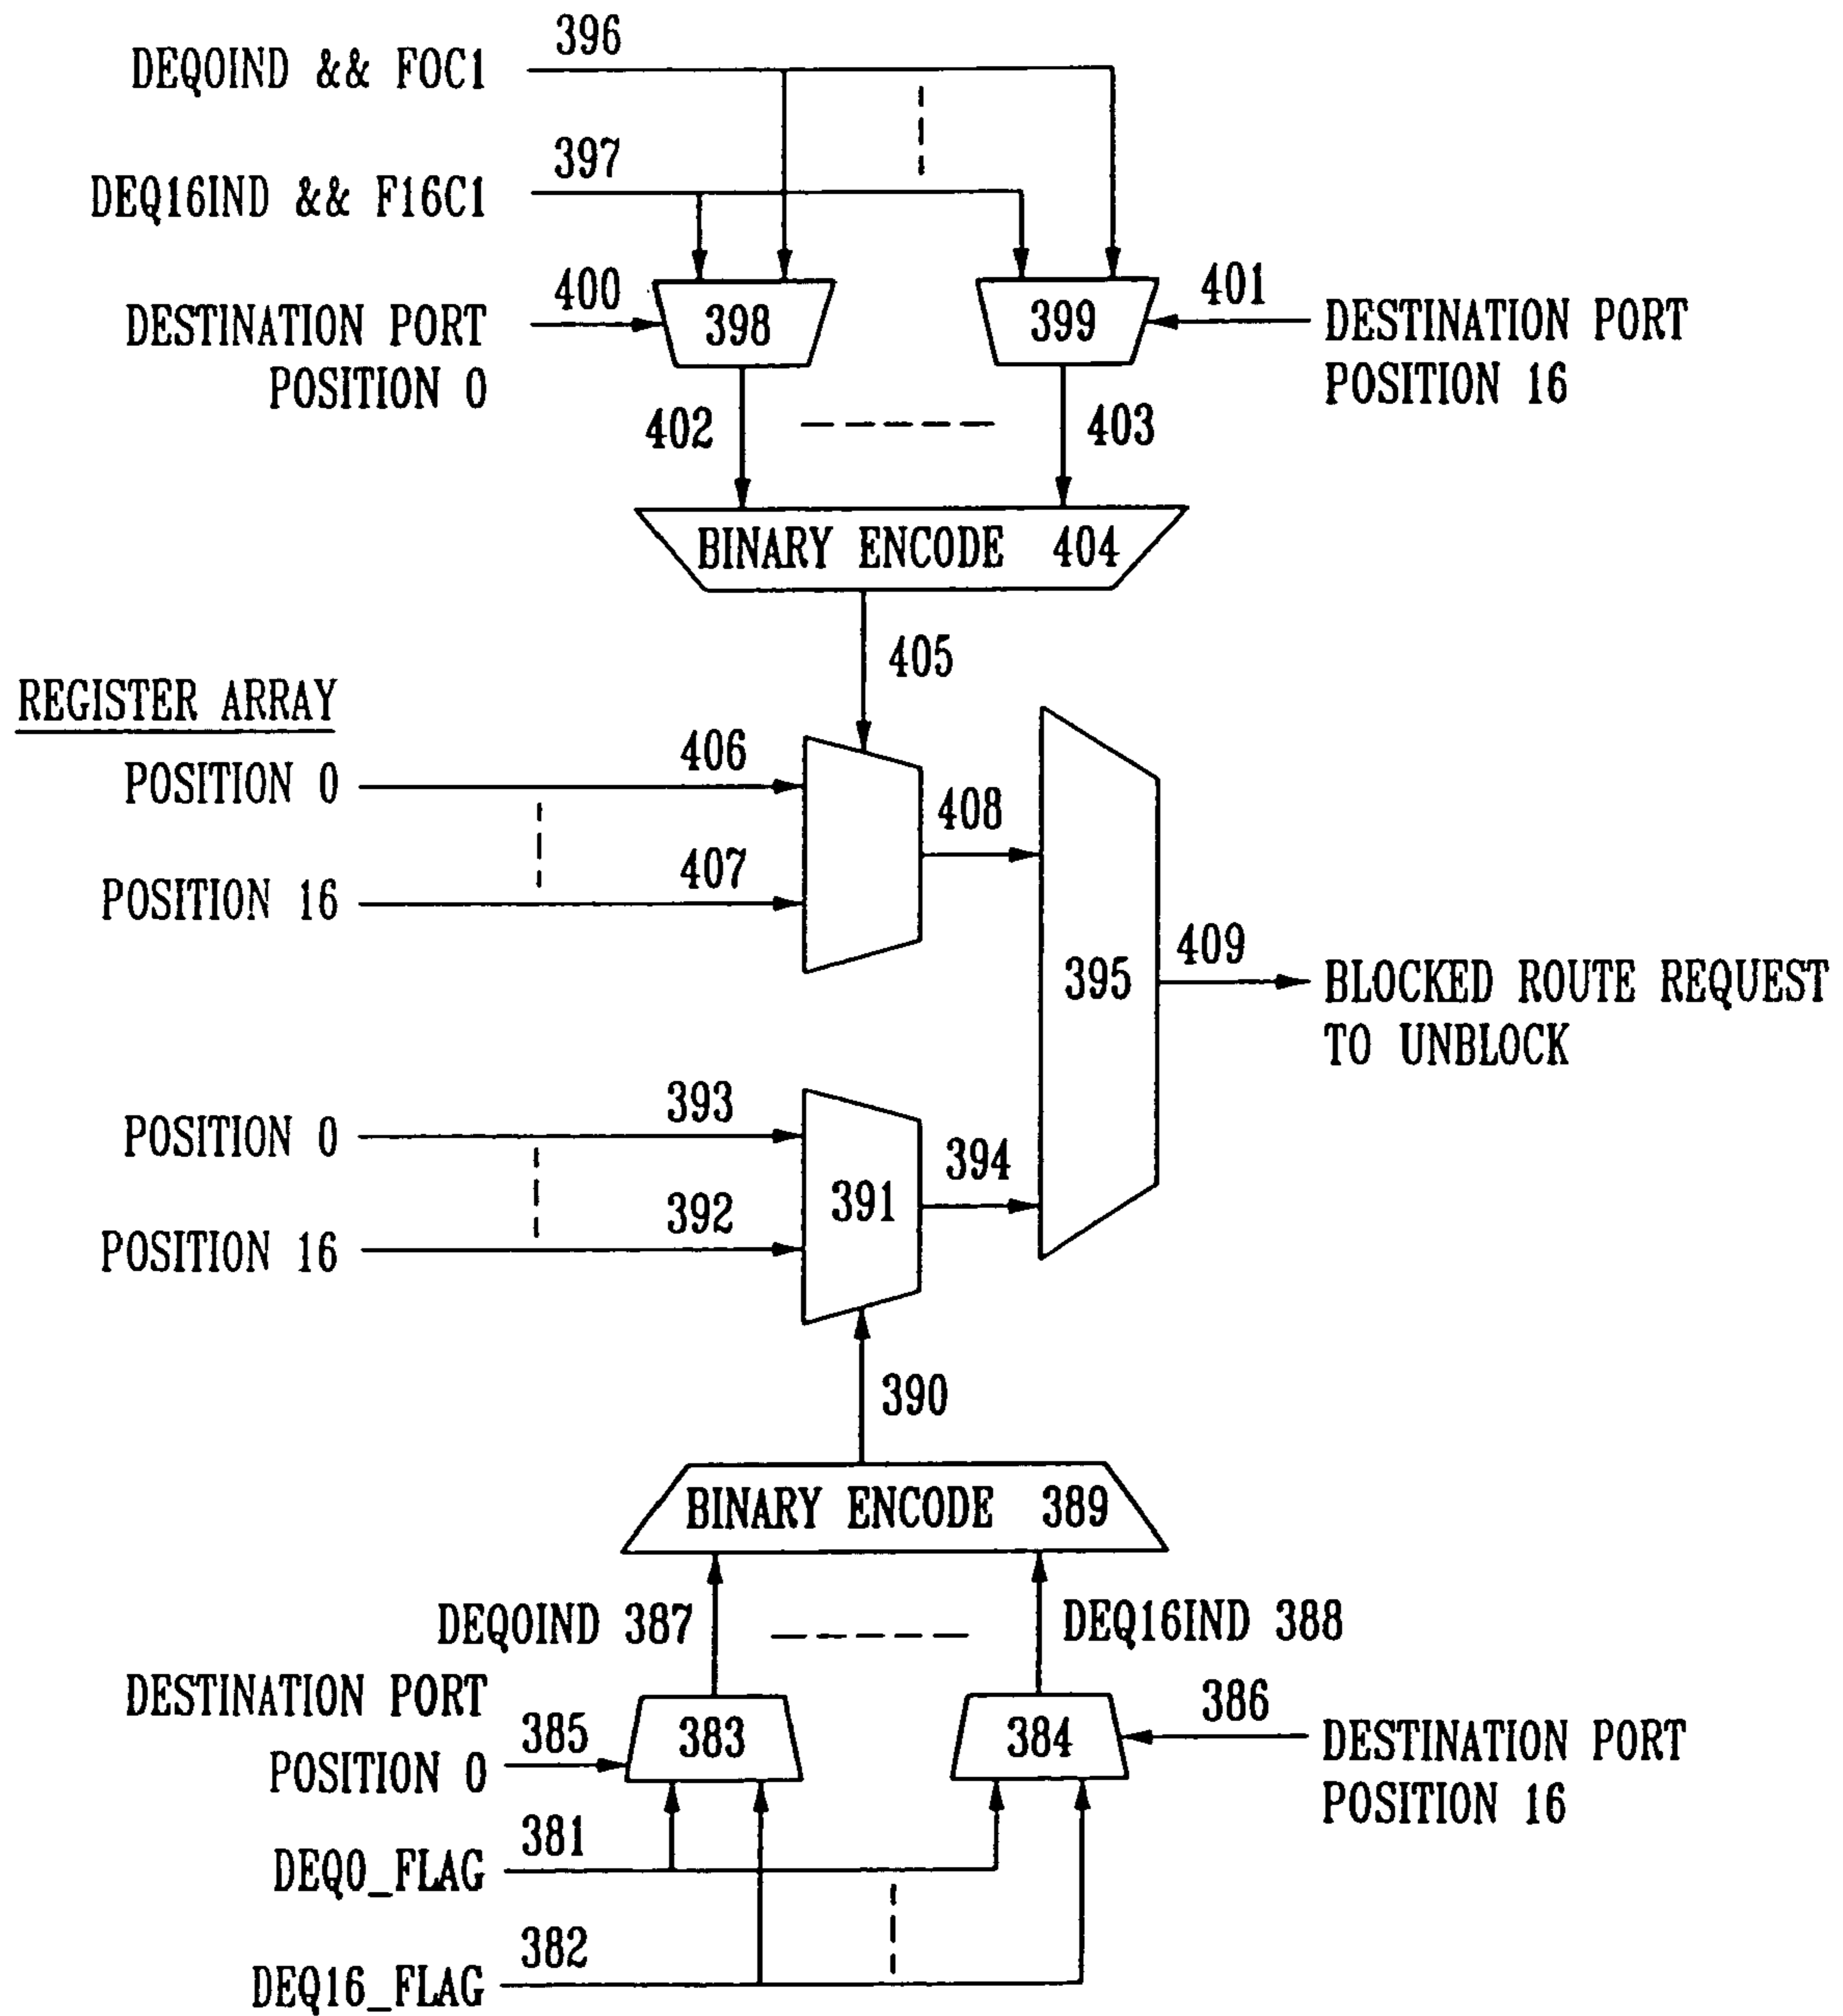 396
DEQ0IND && F0C1
397
DEQ16IND && F16C1
400
398
399
401
DESTINATION PORT
POSITION 0
DESTINATION PORT
POSITION 16
402
403
BINARY ENCODE 404
405
REGISTER ARRAY
POSITION 0
406
408
POSITION 16
407
395
409
BLOCKED ROUTE REQUEST
TO UNBLOCK
POSITION 0
393
391
394
POSITION 16
392
390
BINARY ENCODE 389
DEQ0IND 387
DEQ16IND 388
DESTINATION PORT
POSITION 0
385
383
384
386
DESTINATION PORT
POSITION 16
DEQ0_FLAG
381
DEQ16_FLAG
382